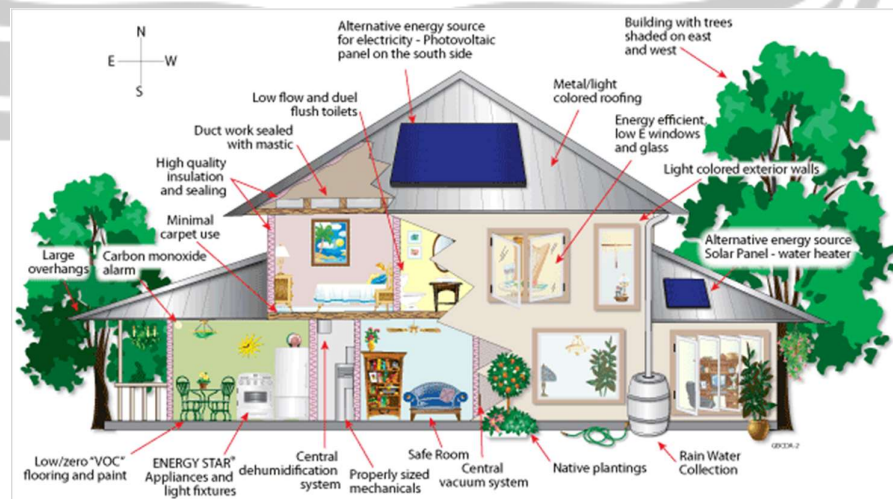 N
E
W
S
Alternative energy source
for electricity - Photovoltaic
panel on the south side
Building with trees
shaded on east
and west
Low flow and duel
flush toilets
Metal/light
colored roofing
Duct work sealed
with mastic
Energy efficient,
low E windows
and glass
High quality
insulation
and sealing
Light colored exterior walls
Minimal
carpet use
Large
overhangs
Carbon monoxide
alarm
Alternative energy source
Solar Panel - water heater
GBCDA-2
Low/zero "VOC"
flooring and paint
ENERGY STAR®
Appliances and
light fixtures
Central
dehumidification
system
Properly sized
mechanicals
Safe Room
Central
vacuum system
Native plantings
Rain Water
Collection